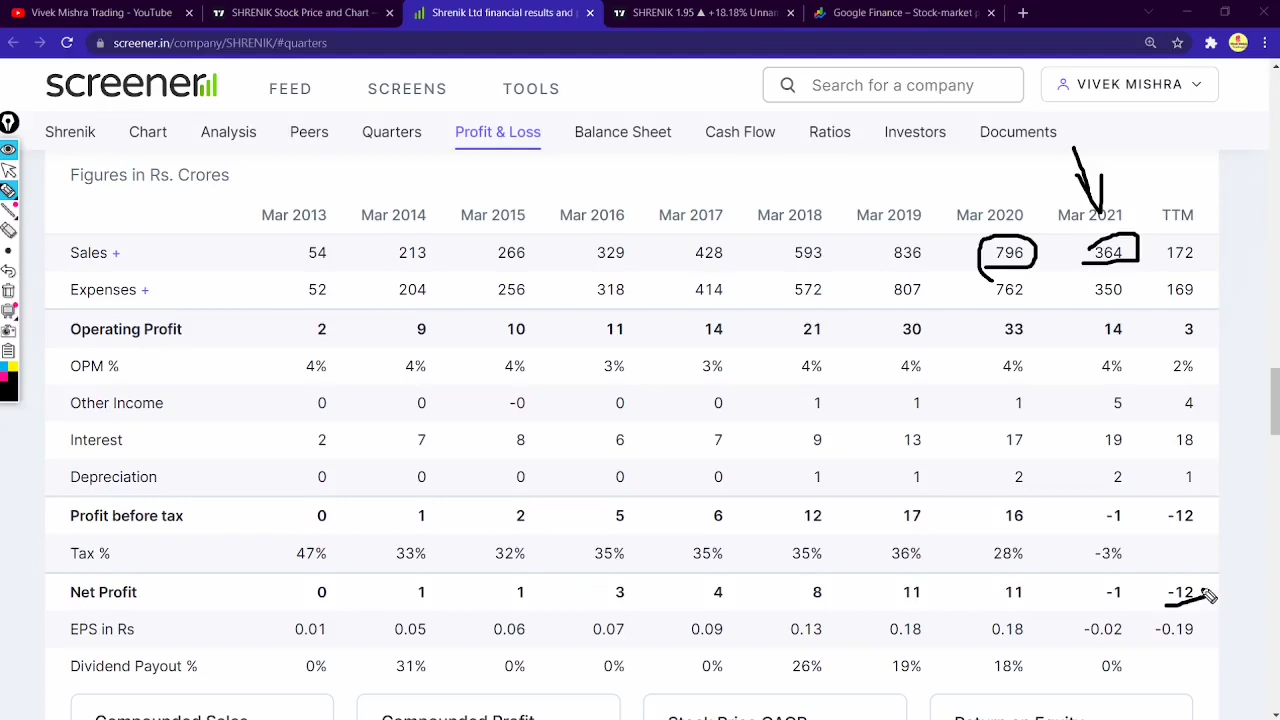 Vivek Mishra Trading - YouTube
SHRENIK Stock Price and Chart –
Shrenik Ltd financial results and
SHRENIK 1.95 ▲ +18.18% Unnam
Google Finance – Stock-market p
screener.in/company/SHRENIK/#quarters
screener
FEED SCREENS TOOLS
Search for a company
VIVEK MISHRA
Shrenik Chart Analysis Peers Quarters Profit & Loss Balance Sheet Cash Flow Ratios Investors Documents
Figures in Rs. Crores
Mar 2013 Mar 2014 Mar 2015 Mar 2016 Mar 2017 Mar 2018 Mar 2019 Mar 2020 Mar 2021 TTM
Sales + 54 213 266 329 428 593 836 796 364 172
Expenses + 52 204 256 318 414 572 807 762 350 169
Operating Profit 2 9 10 11 14 21 30 33 14 3
OPM % 4% 4% 4% 3% 3% 4% 4% 4% 4% 2%
Other Income 0 0 -0 0 0 1 1 1 5 4
Interest 2 7 8 6 7 9 13 17 19 18
Depreciation 0 0 0 0 0 1 1 2 2 1
Profit before tax 0 1 2 5 6 12 17 16 -1 -12
Tax % 47% 33% 32% 35% 35% 35% 36% 28% -3%
Net Profit 0 1 1 3 4 8 11 11 -1 -12
EPS in Rs 0.01 0.05 0.06 0.07 0.09 0.13 0.18 0.18 -0.02 -0.19
Dividend Payout % 0% 31% 0% 0% 0% 26% 19% 18% 0%
Compounded Sales Compounded Profit Stock Price CAGR Return on Equity